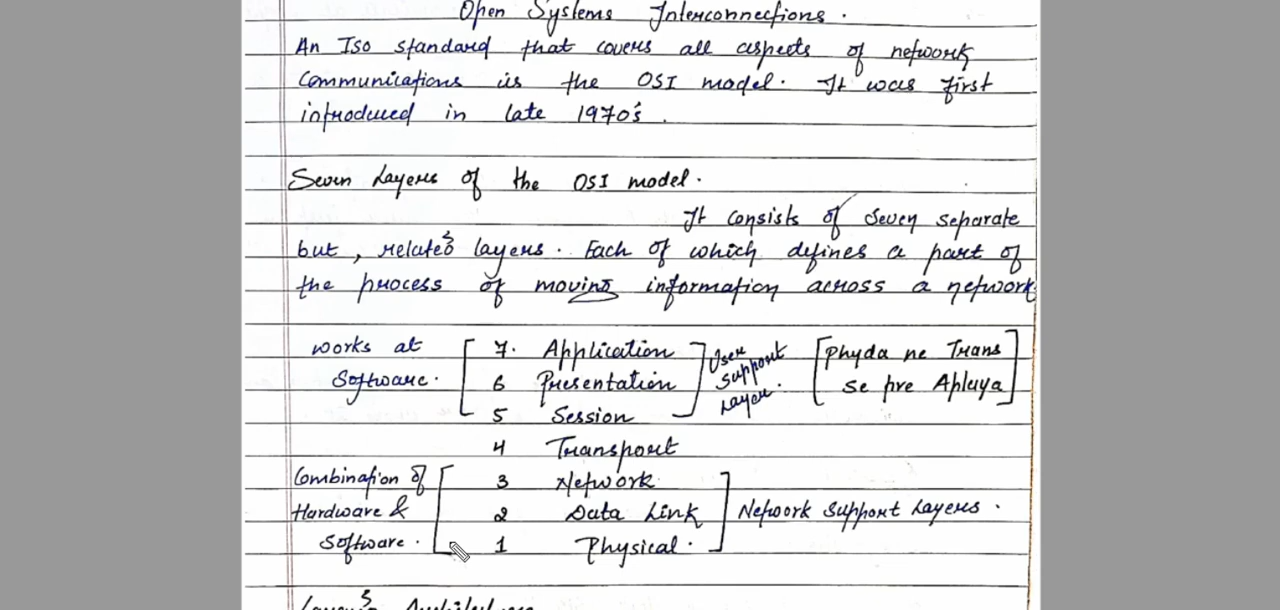 Open Systems Interconnections.
An Iso standard that covers all aspects of network
Communications is the OSI model. It was first
introduced in late 1970's.
Seven Layers of the OSI model.
It consists of seven separate
but, related layers. Each of which defines a part of
the process of moving information across a network
works at
Software.
7. Application
6 Presentation
5 Session
User
Support
Layer.
[Phyda ne Trans
se pre Apluya]
4 Transport
Combination of
Hardware &
Software.
3 Network
2 Data Link
1 Physical.
Network Support Layers.